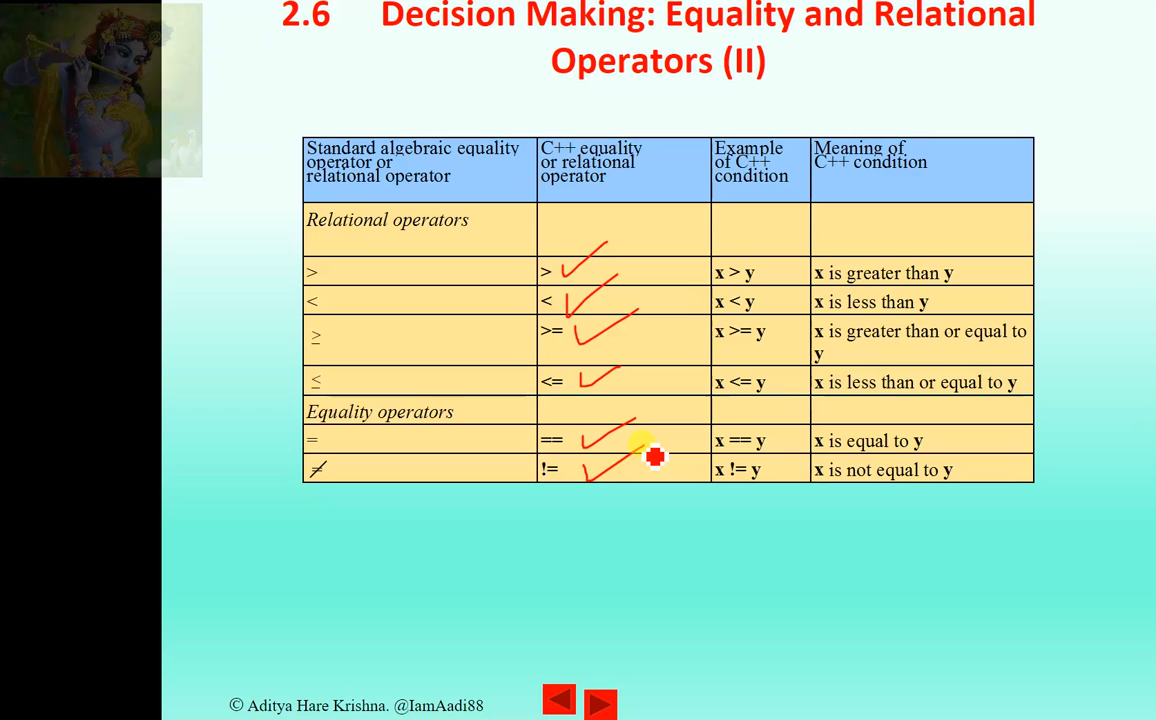 2.6 Decision Making: Equality and Relational
Operators (II)
Standard algebraic equality
operator or
relational operator
C++ equality
or relational
operator
Example
of C++
condition
Meaning of
C++ condition
Relational operators
> > x > y x is greater than y
< < x < y x is less than y
≥ >= x >= y x is greater than or equal to
y
≤ <= x <= y x is less than or equal to y
Equality operators
= == x == y x is equal to y
≠ != x != y x is not equal to y
© Aditya Hare Krishna. @IamAadi88